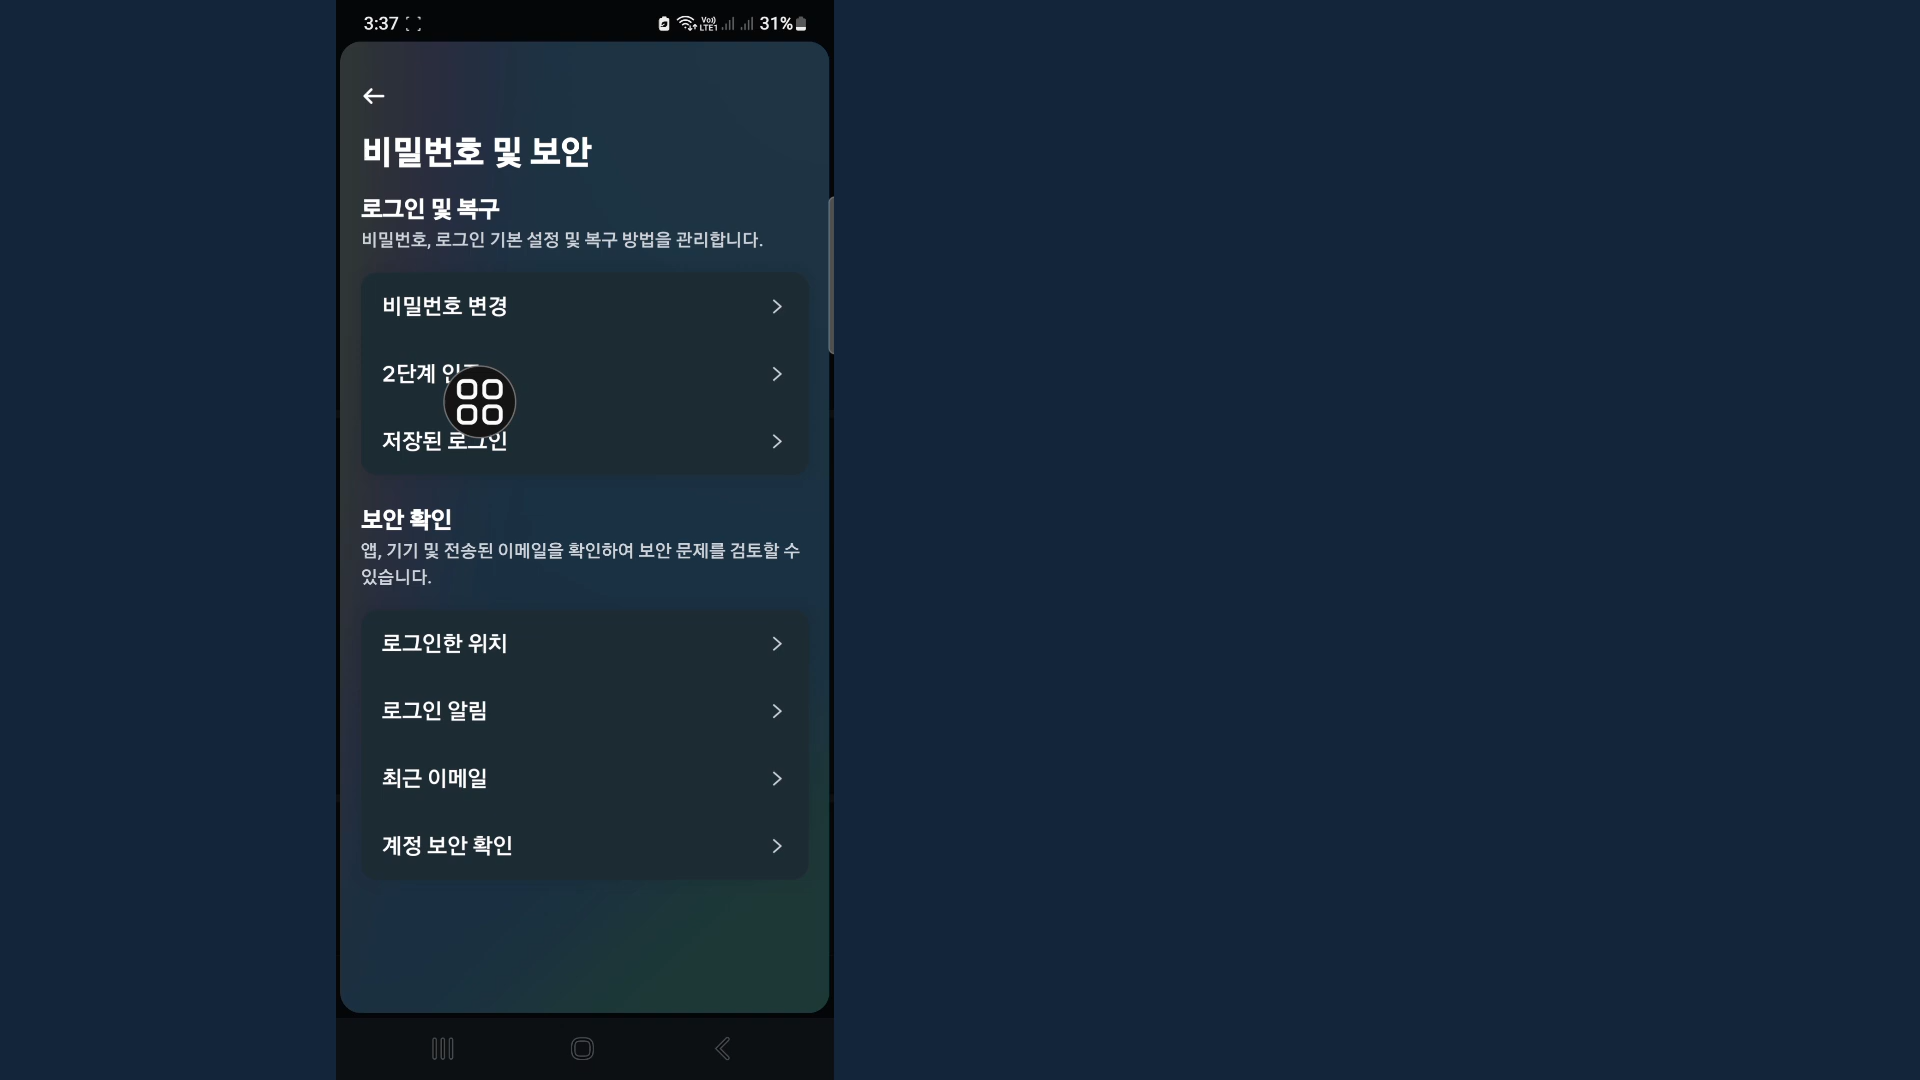 3:37
Vo)) LTE1 31%
비밀번호 및 보안
로그인 및 복구
비밀번호, 로그인 기본 설정 및 복구 방법을 관리합니다.
비밀번호 변경
2단계
저장된 로그인
보안 확인
앱, 기기 및 전송된 이메일을 확인하여 보안 문제를 검토할 수
있습니다.
로그인한 위치
로그인 알림
최근 이메일
계정 보안 확인